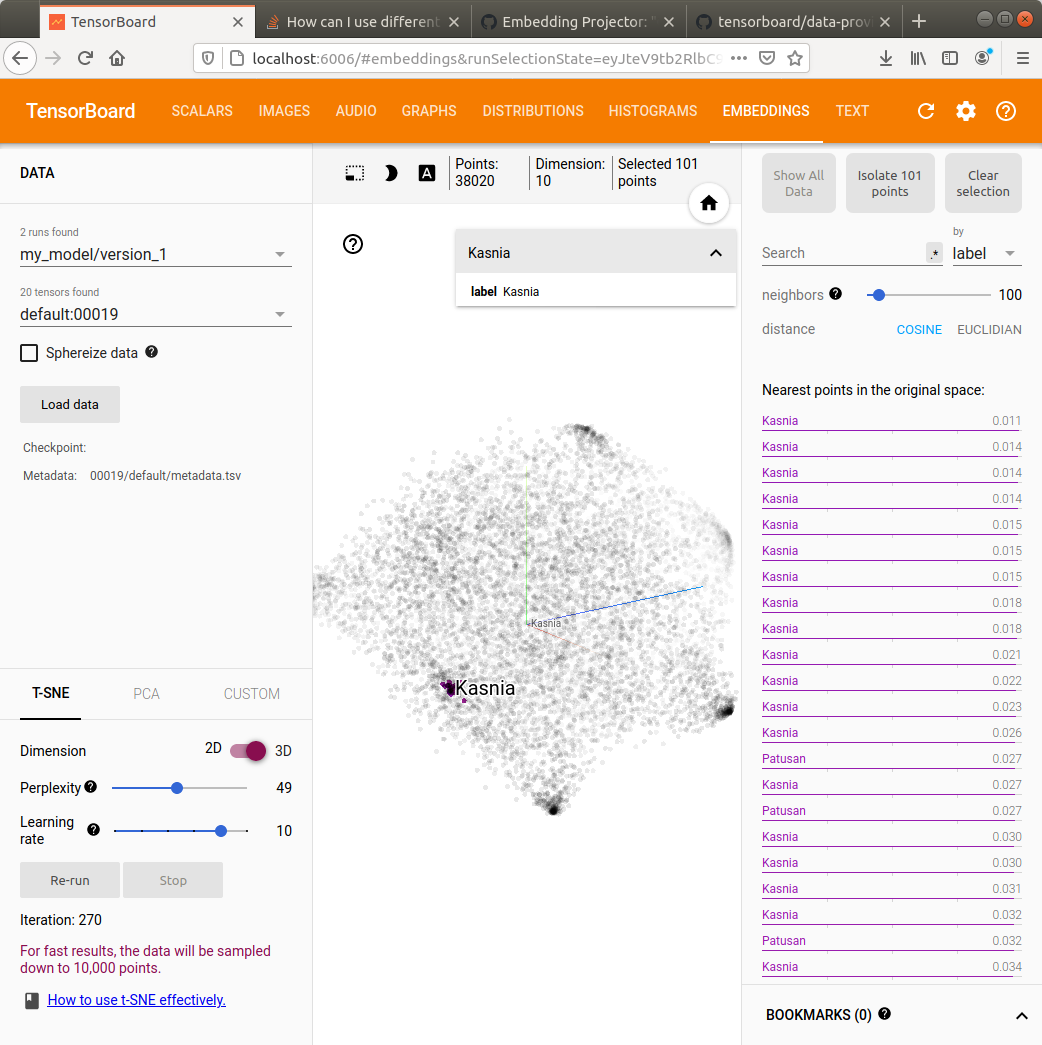 TensorBoard
How can I use different
Embedding Projector: "
tensorboard/data-prov
localhost:6006/#embeddings&runSelectionState=eyJteV9tb2RlbC9
TensorBoard
SCALARS
IMAGES
AUDIO
GRAPHS
DISTRIBUTIONS
HISTOGRAMS
EMBEDDINGS
TEXT
DATA
2 runs found
my_model/version_1
20 tensors found
default:00019
Sphereize data
Load data
Checkpoint:
Metadata: 00019/default/metadata.tsv
T-SNE
PCA
CUSTOM
Dimension
2D
3D
Perplexity
49
Learning
rate
10
Re-run
Stop
Iteration: 270
For fast results, the data will be sampled
down to 10,000 points.
How to use t-SNE effectively.
A
Points:
38020
Dimension:
10
Selected 101
points
Kasnia
label Kasnia
Kasnia
Kasnia
Show All
Data
Isolate 101
points
Clear
selection
Search
.*
by
label
neighbors
100
distance
COSINE
EUCLIDIAN
Nearest points in the original space:
Kasnia 0.011
Kasnia 0.014
Kasnia 0.014
Kasnia 0.014
Kasnia 0.015
Kasnia 0.015
Kasnia 0.015
Kasnia 0.018
Kasnia 0.018
Kasnia 0.021
Kasnia 0.022
Kasnia 0.023
Kasnia 0.026
Patusan 0.027
Kasnia 0.027
Patusan 0.027
Kasnia 0.030
Kasnia 0.030
Kasnia 0.031
Kasnia 0.032
Patusan 0.032
Kasnia 0.034
BOOKMARKS (0)